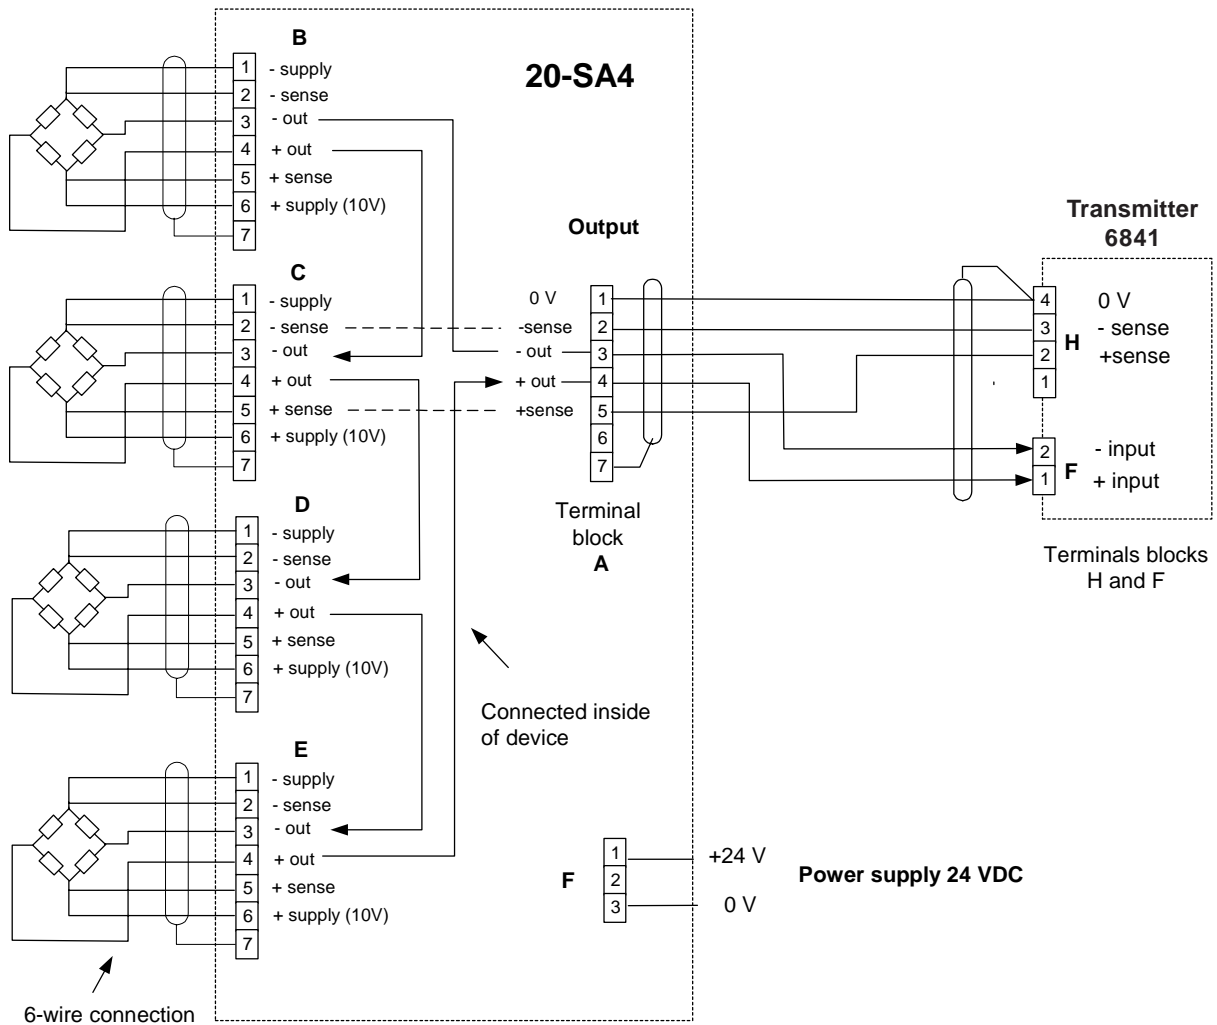 B
20-SA4
1 - supply
2 - sense
3 - out
4 + out
5 + sense
6 + supply (10V)
7
C
1 - supply
2 - sense
3 - out
4 + out
5 + sense
6 + supply (10V)
7
D
1 - supply
2 - sense
3 - out
4 + out
5 + sense
6 + supply (10V)
7
E
1 - supply
2 - sense
3 - out
4 + out
5 + sense
6 + supply (10V)
7
6-wire connection
Output
0 V 1
-sense 2
- out 3
+ out 4
+sense 5
6
7
Terminal
block
A
Connected inside
of device
F
1 +24 V
2
3 0 V
Power supply 24 VDC
Transmitter
6841
H
4 0 V
3 - sense
2 +sense
1
F
2 - input
1 + input
Terminals blocks
H and F